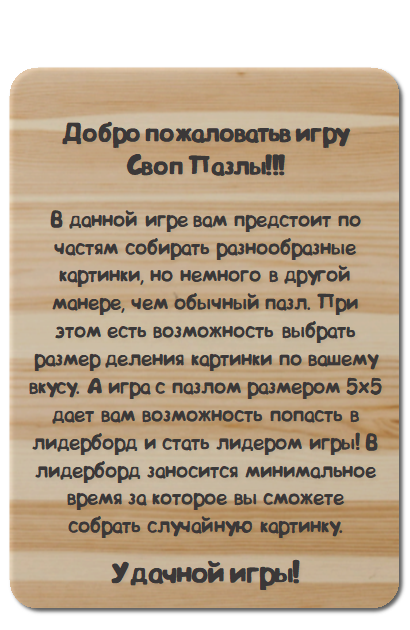 Добро пожаловатьв игру
Своп Пазлы!!!
В данной игре вам предстоит по
частям собирать разнообразные
картинки, но немного в другой
манере, чем обычный пазл. При
этом есть возможность выбрать
размер деления картинки по вашему
вкусу. А игра с пазлом размером 5x5
дает вам возможность попасть в
лидерборд и стать лидером игры! В
лидерборд заносится минимальное
время за которое вы сможете
собрать случайную картинку.
Удачной игры!